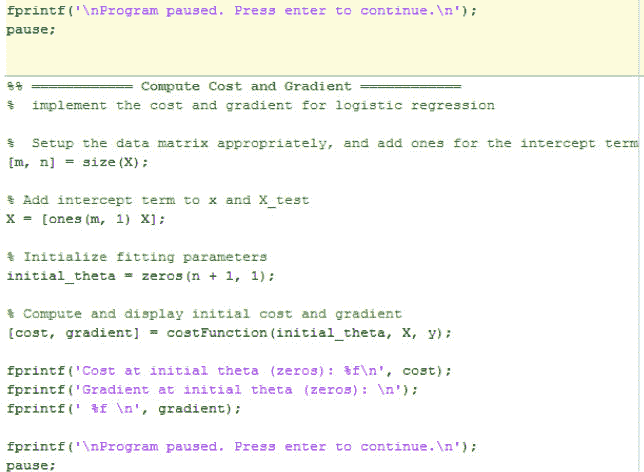 fprintf('\nProgram paused. Press enter to continue.\n');
pause;
%% ============ Compute Cost and Gradient ============
%  implement the cost and gradient for logistic regression
%  Setup the data matrix appropriately, and add ones for the intercept term
[m, n] = size(X);
% Add intercept term to x and X_test
X = [ones(m, 1) X];
% Initialize fitting parameters
initial_theta = zeros(n + 1, 1);
% Compute and display initial cost and gradient
[cost, gradient] = costFunction(initial_theta, X, y);
fprintf('Cost at initial theta (zeros): %f\n', cost);
fprintf('Gradient at initial theta (zeros): \n');
fprintf(' %f \n', gradient);
fprintf('\nProgram paused. Press enter to continue.\n');
pause;